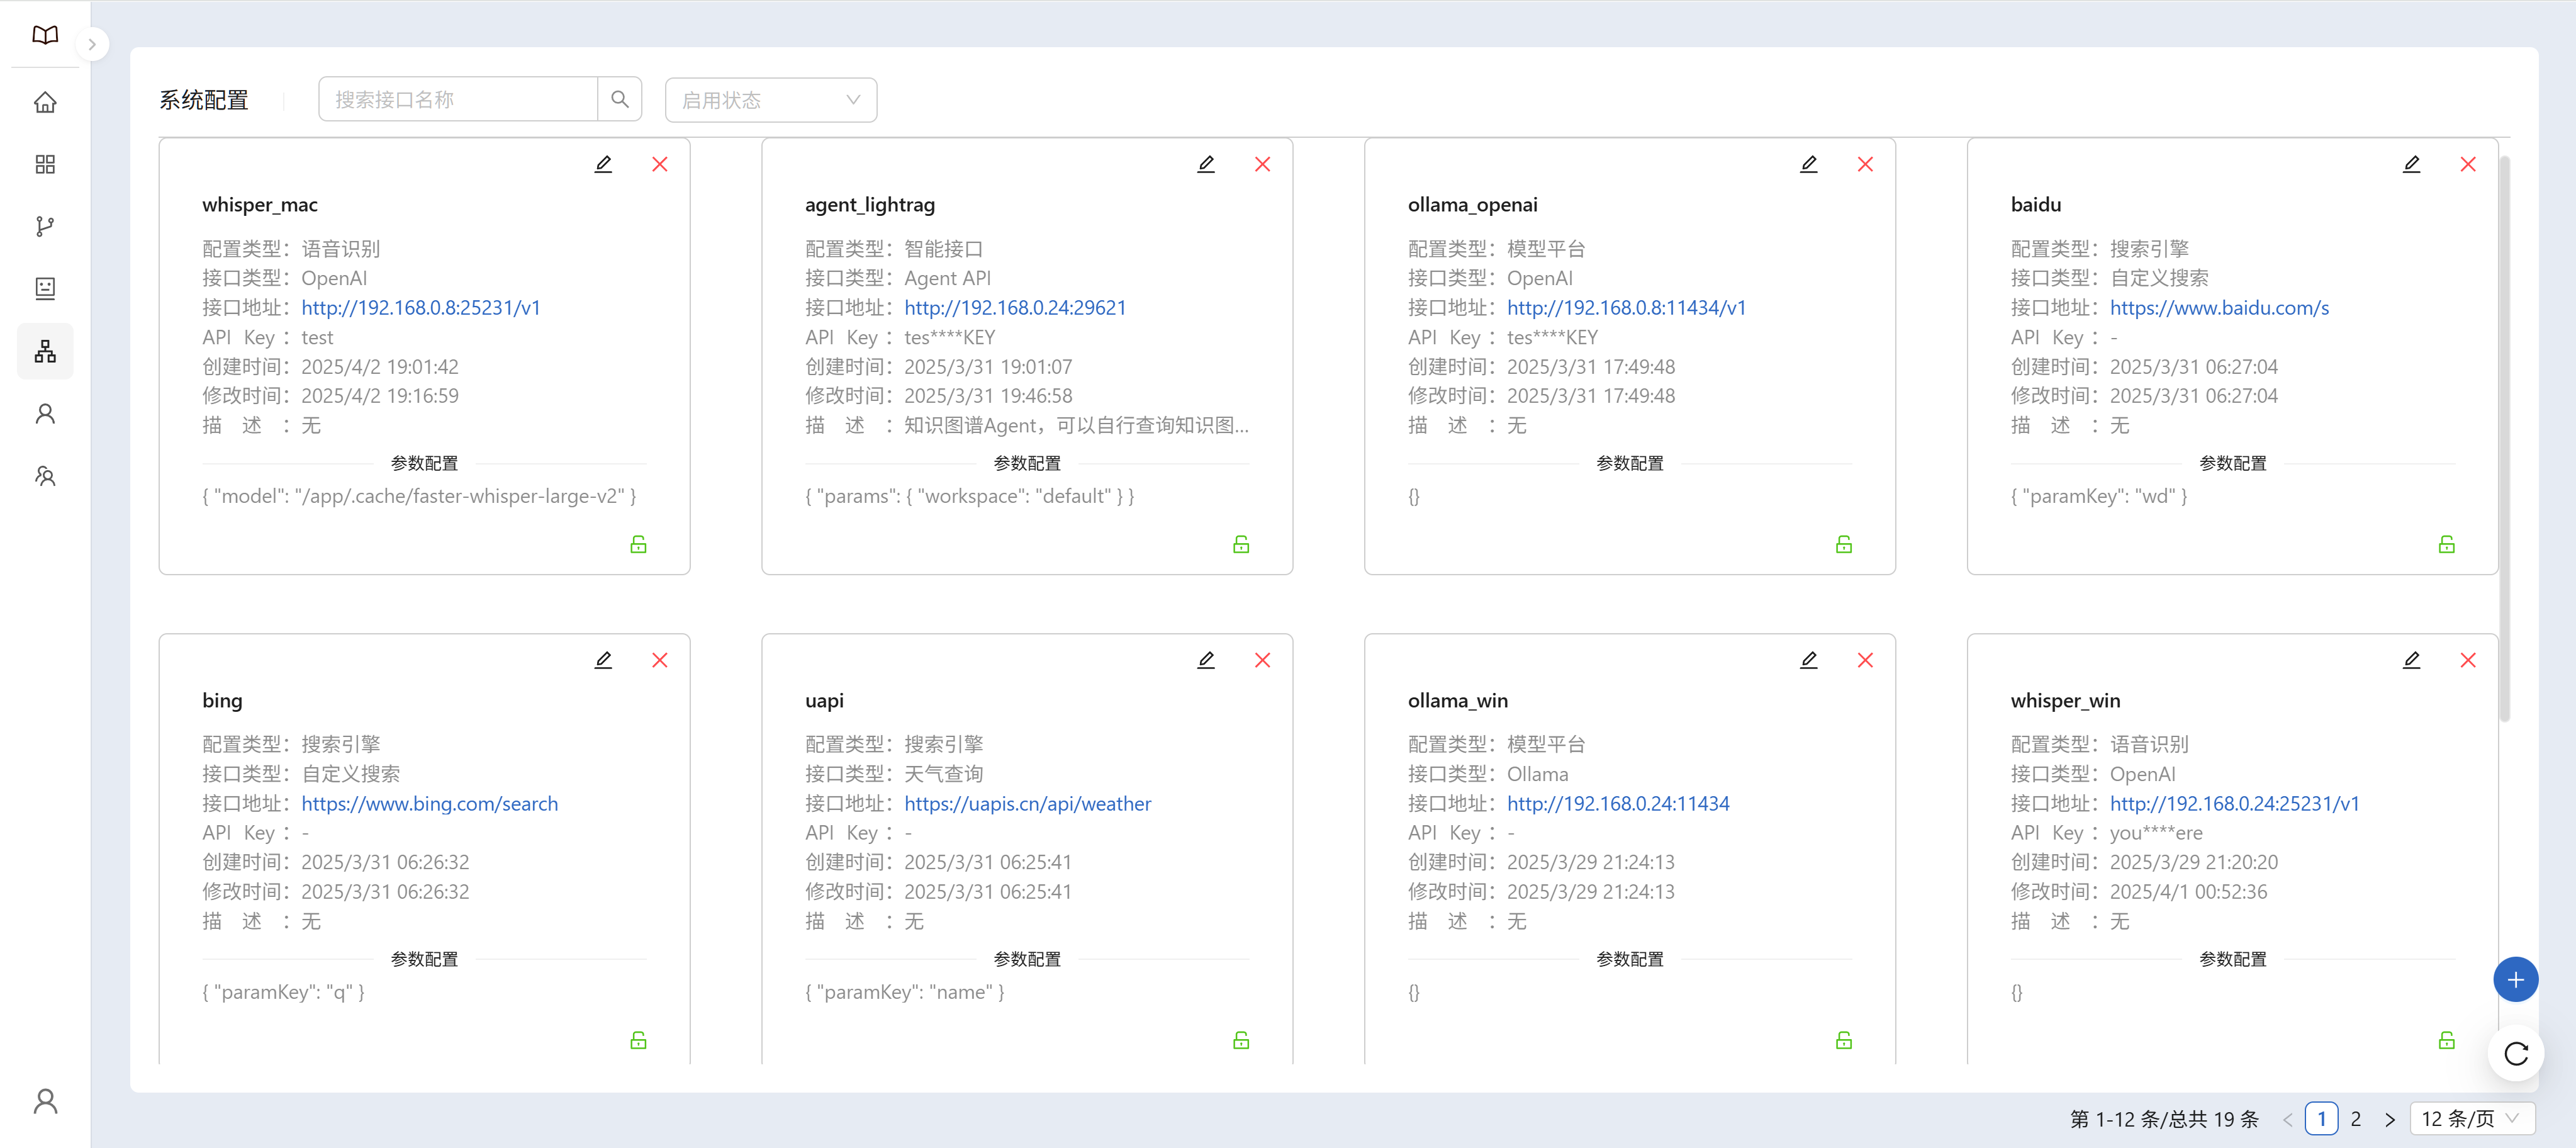 系统配置
搜索接口名称
启用状态
whisper_mac
配置类型：语音识别
接口类型：OpenAI
接口地址：http://192.168.0.8:25231/v1
API Key：test
创建时间：2025/4/2 19:01:42
修改时间：2025/4/2 19:16:59
描 述 ：无
参数配置
{ "model": "/app/.cache/faster-whisper-large-v2" }
agent_lightrag
配置类型：智能接口
接口类型：Agent API
接口地址：http://192.168.0.24:29621
API Key：tes****KEY
创建时间：2025/3/31 19:01:07
修改时间：2025/3/31 19:46:58
描 述 ：知识图谱Agent，可以自行查询知识图...
参数配置
{ "params": { "workspace": "default" } }
ollama_openai
配置类型：模型平台
接口类型：OpenAI
接口地址：http://192.168.0.8:11434/v1
API Key：tes****KEY
创建时间：2025/3/31 17:49:48
修改时间：2025/3/31 17:49:48
描 述 ：无
参数配置
{}
baidu
配置类型：搜索引擎
接口类型：自定义搜索
接口地址：https://www.baidu.com/s
API Key：-
创建时间：2025/3/31 06:27:04
修改时间：2025/3/31 06:27:04
描 述 ：无
参数配置
{ "paramKey": "wd" }
bing
配置类型：搜索引擎
接口类型：自定义搜索
接口地址：https://www.bing.com/search
API Key：-
创建时间：2025/3/31 06:26:32
修改时间：2025/3/31 06:26:32
描 述 ：无
参数配置
{ "paramKey": "q" }
uapi
配置类型：搜索引擎
接口类型：天气查询
接口地址：https://uapis.cn/api/weather
API Key：-
创建时间：2025/3/31 06:25:41
修改时间：2025/3/31 06:25:41
描 述 ：无
参数配置
{ "paramKey": "name" }
ollama_win
配置类型：模型平台
接口类型：Ollama
接口地址：http://192.168.0.24:11434
API Key：-
创建时间：2025/3/29 21:24:13
修改时间：2025/3/29 21:24:13
描 述 ：无
参数配置
{}
whisper_win
配置类型：语音识别
接口类型：OpenAI
接口地址：http://192.168.0.24:25231/v1
API Key：you****ere
创建时间：2025/3/29 21:20:20
修改时间：2025/4/1 00:52:36
描 述 ：无
参数配置
{}
第 1-12 条/总共 19 条 < 1 2 > 12 条/页